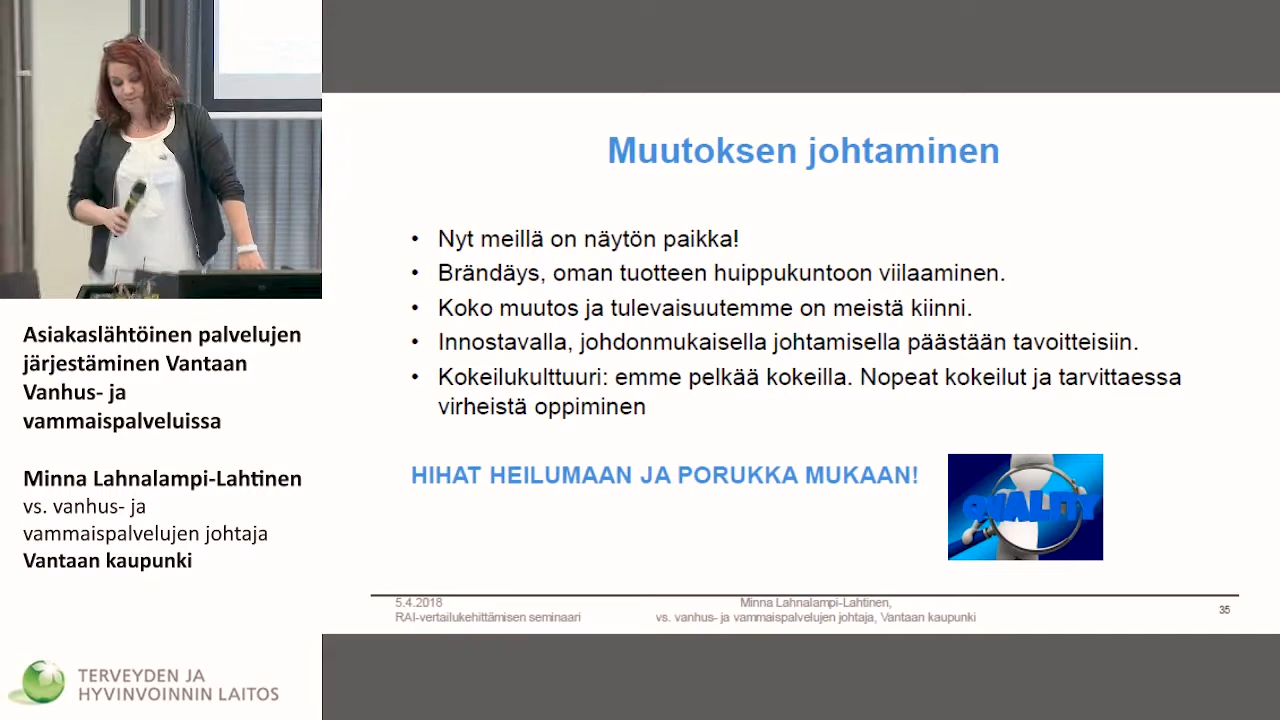 Asiakaslähtöinen palvelujen
järjestäminen Vantaan
Vanhus- ja
vammaispalveluissa
Minna Lahnalampi-Lahtinen
vs. vanhus- ja
vammaispalvelujen johtaja
Vantaan kaupunki
TERVEYDEN JA
HYVINVOINNIN LAITOS
Muutoksen johtaminen
• Nyt meillä on näytön paikka!
• Brändäys, oman tuotteen huippukuntoon viilaaminen.
• Koko muutos ja tulevaisuutemme on meistä kiinni.
• Innostavalla, johdonmukaisella johtamisella päästään tavoitteisiin.
• Kokeilukulttuuri: emme pelkää kokeilla. Nopeat kokeilut ja tarvittaessa
virheistä oppiminen
HIHAT HEILUMAAN JA PORUKKA MUKAAN!
QUALITY
5.4.2018
RAI-vertailukehittämisen seminaari
Minna Lahnalampi-Lahtinen,
vs. vanhus- ja vammaispalvelujen johtaja, Vantaan kaupunki
35